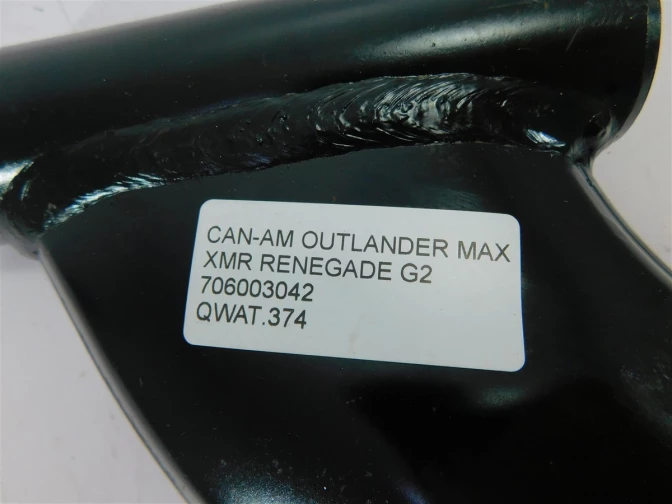 CAN-AM OUTLANDER MAX
XMR RENEGADE G2
706003042
QWAT.374